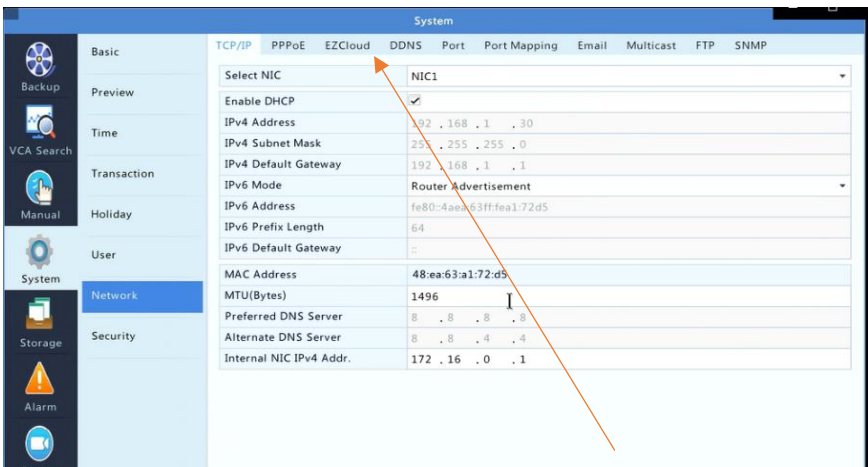 System
Backup
VCA Search
Manual
System
Storage
Alarm
Basic
Preview
Time
Transaction
Holiday
User
Network
Security
TCP/IP PPPoE EZCloud DDNS Port Port Mapping Email Multicast FTP SNMP
Select NIC NIC1
Enable DHCP
IPv4 Address 192 . 168 . 1 . 30
IPv4 Subnet Mask 255 . 255 . 255 . 0
IPv4 Default Gateway 192 . 168 . 1 . 1
IPv6 Mode Router Advertisement
IPv6 Address fe80::4aea:63ff:fea1:72d5
IPv6 Prefix Length 64
IPv6 Default Gateway ::
MAC Address 48:ea:63:a1:72:d5
MTU(Bytes) 1496
Preferred DNS Server 8 . 8 . 8 . 8
Alternate DNS Server 8 . 8 . 4 . 4
Internal NIC IPv4 Addr. 172 . 16 . 0 . 1